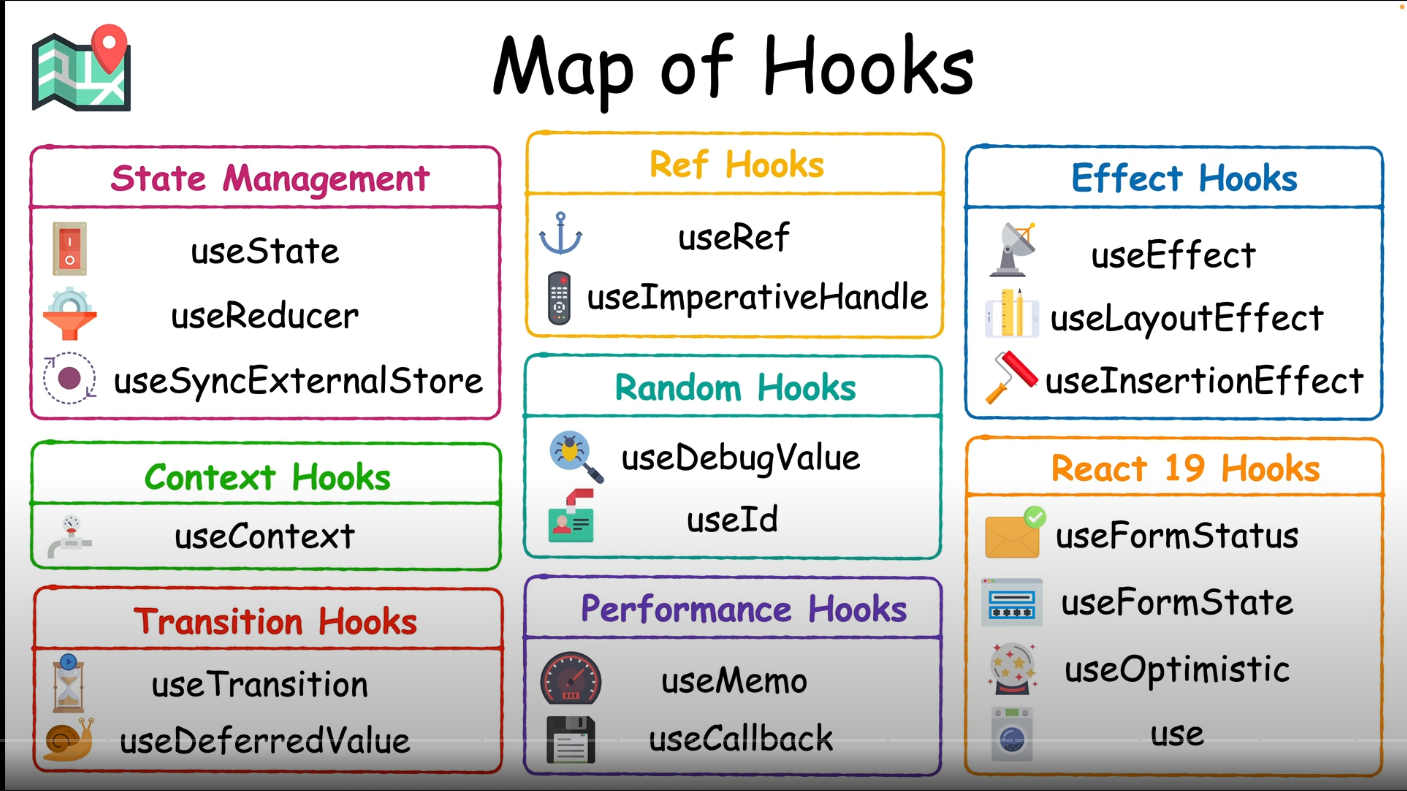 Map of Hooks
State Management
useState
useReducer
useSyncExternalStore
Context Hooks
useContext
Transition Hooks
useTransition
useDeferredValue
Ref Hooks
useRef
useImperativeHandle
Random Hooks
useDebugValue
useId
Performance Hooks
useMemo
useCallback
Effect Hooks
useEffect
useLayoutEffect
useInsertionEffect
React 19 Hooks
useFormStatus
useFormState
useOptimistic
use